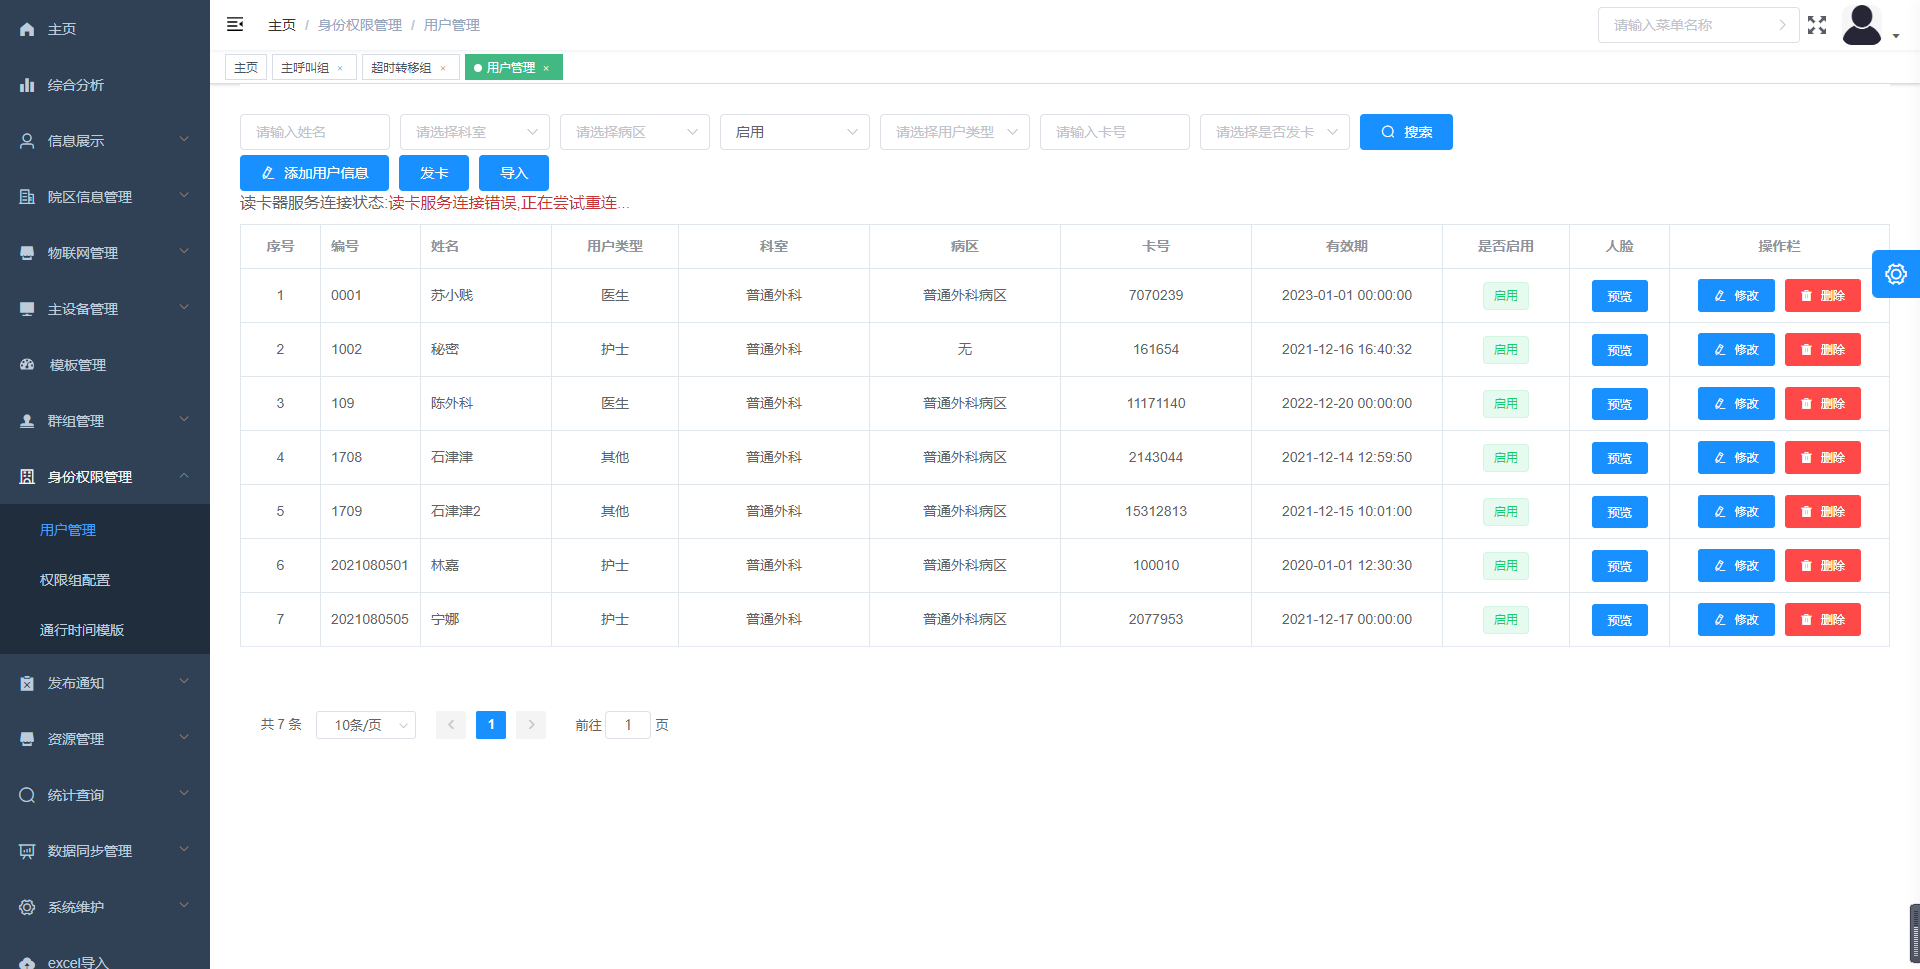 主页
综合分析
信息展示
院区信息管理
物联网管理
主设备管理
模板管理
群组管理
身份权限管理
用户管理
权限组配置
通行时间模版
发布通知
资源管理
统计查询
数据同步管理
系统维护
excel导入
主页 / 身份权限管理 / 用户管理
请输入菜单名称
主页 主呼叫组 × 超时转移组 × 用户管理 ×
请输入姓名 请选择科室 请选择病区 启用 请选择用户类型 请输入卡号 请选择是否发卡 搜索
添加用户信息 发卡 导入
读卡器服务连接状态:读卡服务连接错误,正在尝试重连...
序号 编号 姓名 用户类型 科室 病区 卡号 有效期 是否启用 人脸 操作栏
1 0001 苏小贱 医生 普通外科 普通外科病区 7070239 2023-01-01 00:00:00 启用 预览 修改 删除
2 1002 秘密 护士 普通外科 无 161654 2021-12-16 16:40:32 启用 预览 修改 删除
3 109 陈外科 医生 普通外科 普通外科病区 11171140 2022-12-20 00:00:00 启用 预览 修改 删除
4 1708 石津津 其他 普通外科 普通外科病区 2143044 2021-12-14 12:59:50 启用 预览 修改 删除
5 1709 石津津2 其他 普通外科 普通外科病区 15312813 2021-12-15 10:01:00 启用 预览 修改 删除
6 2021080501 林嘉 护士 普通外科 普通外科病区 100010 2020-01-01 12:30:30 启用 预览 修改 删除
7 2021080505 宁娜 护士 普通外科 普通外科病区 2077953 2021-12-17 00:00:00 启用 预览 修改 删除
共 7 条 10条/页 1 前往 1 页